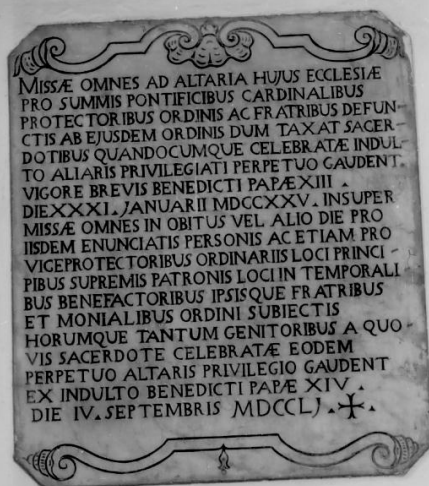 MISSÆ OMNES AD ALTARIA HUJUS ECCLESIÆ
PRO SUMMIS PONTIFICIBUS CARDINALIBUS
PROTECTORIBUS ORDINIS AC FRATRIBUS DEFUN-
CTIS AB EJUSDEM ORDINIS DUM TAXAT SACER-
DOTIBUS QUANDOCUMQUE CELEBRATÆ INDUL-
TO ALIARIS PRIVILEGIATI PERPETUO GAUDENT.
VIGORE BREVIS BENEDICTI PAPÆ XIII.
DIE XXXI. JANUARII MDCCXXV. INSUPER
MISSÆ OMNES IN OBITUS VEL ALIO DIE PRO
IISDEM ENUNCIATIS PERSONIS AC ETIAM PRO
VICEPROTECTORIBUS ORDINARIIS LOCI PRINCI-
PIBUS SUPREMIS PATRONIS LOCI IN TEMPORALI
BUS BENEFACTORIBUS IPSISQUE FRATRIBUS
ET MONIALIBUS ORDINI SUBIECTIS
HORUMQUE TANTUM GENITORIBUS A QUO-
VIS SACERDOTE CELEBRATÆ EODEM
PERPETUO ALTARIS PRIVILEGIO GAUDENT
EX INDULTO BENEDICTI PAPÆ XIV.
DIE IV. SEPTEMBRIS MDCCLJ. ✝.